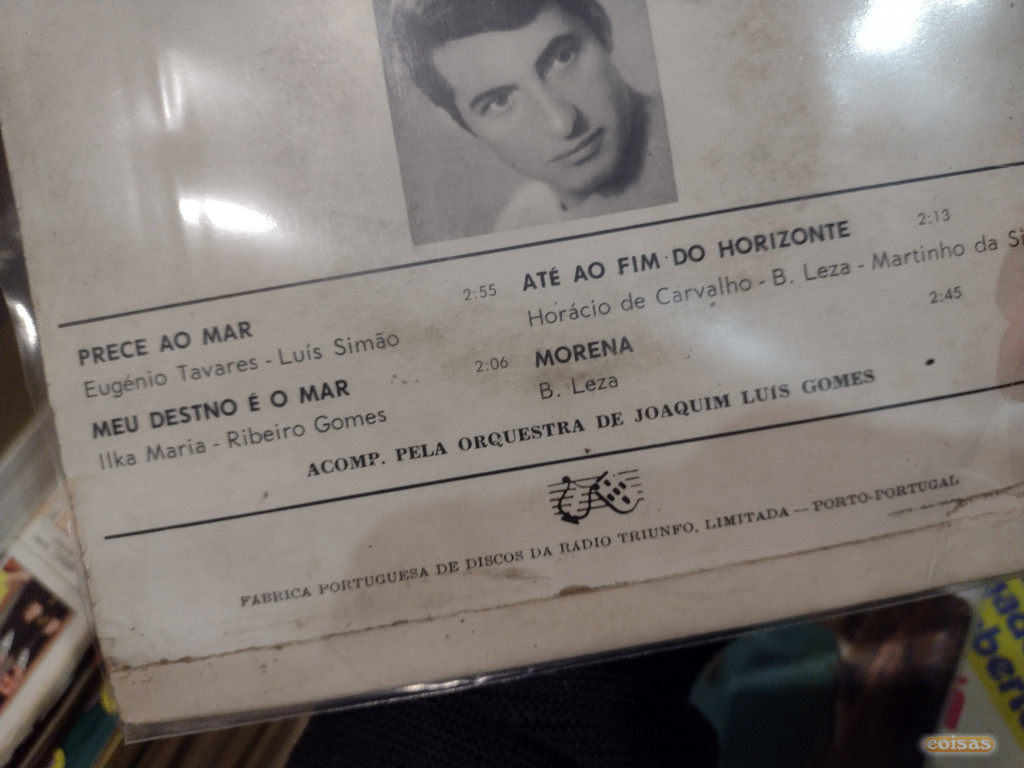 PRECE AO MAR 2:55
Eugénio Tavares - Luís Simão
MEU DESTNO É O MAR 2:06
Ilka Maria - Ribeiro Gomes
ATÉ AO FIM DO HORIZONTE 2:13
Horácio de Carvalho - B. Leza - Martinho da
MORENA 2:45
B. Leza
ACOMP. PELA ORQUESTRA DE JOAQUIM LUÍS GOMES
FABRICA PORTUGUESA DE DISCOS DA RADIO TRIUNFO, LIMITADA — PORTO-PORTUGAL
coisas